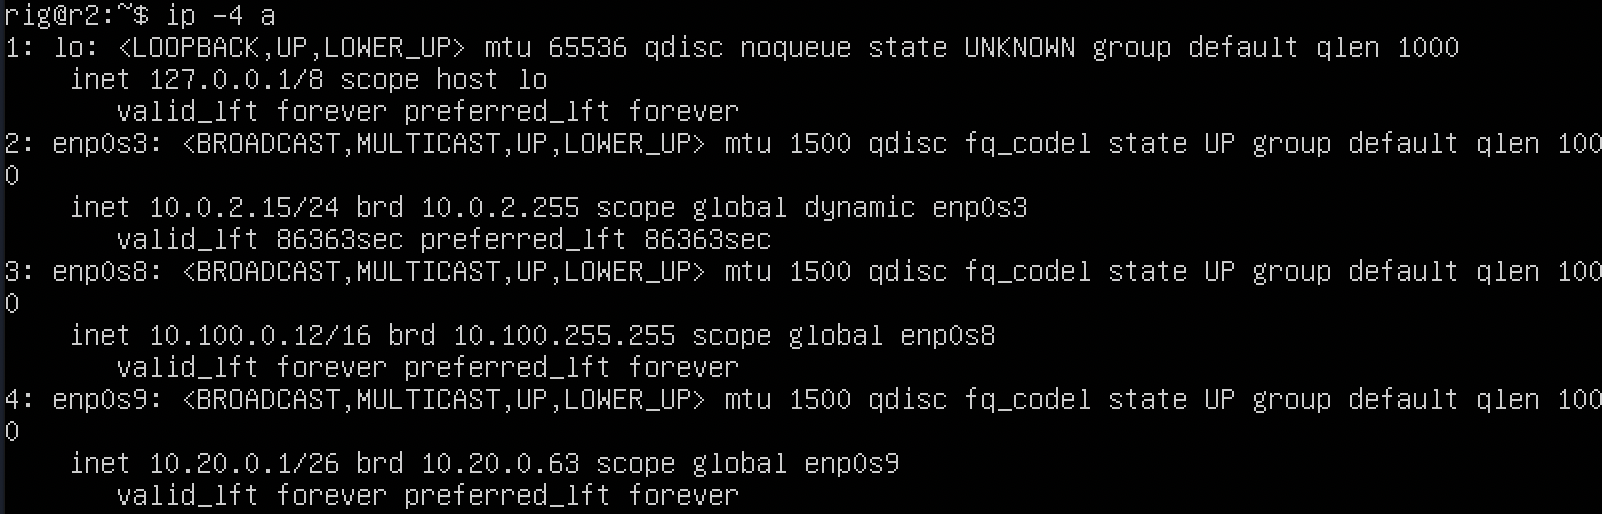 rig@r2:~$ ip -4 a
1: lo: <LOOPBACK,UP,LOWER_UP> mtu 65536 qdisc noqueue state UNKNOWN group default qlen 1000
    inet 127.0.0.1/8 scope host lo
       valid_lft forever preferred_lft forever
2: enp0s3: <BROADCAST,MULTICAST,UP,LOWER_UP> mtu 1500 qdisc fq_codel state UP group default qlen 100
0
    inet 10.0.2.15/24 brd 10.0.2.255 scope global dynamic enp0s3
       valid_lft 86363sec preferred_lft 86363sec
3: enp0s8: <BROADCAST,MULTICAST,UP,LOWER_UP> mtu 1500 qdisc fq_codel state UP group default qlen 100
0
    inet 10.100.0.12/16 brd 10.100.255.255 scope global enp0s8
       valid_lft forever preferred_lft forever
4: enp0s9: <BROADCAST,MULTICAST,UP,LOWER_UP> mtu 1500 qdisc fq_codel state UP group default qlen 100
0
    inet 10.20.0.1/26 brd 10.20.0.63 scope global enp0s9
       valid_lft forever preferred_lft forever